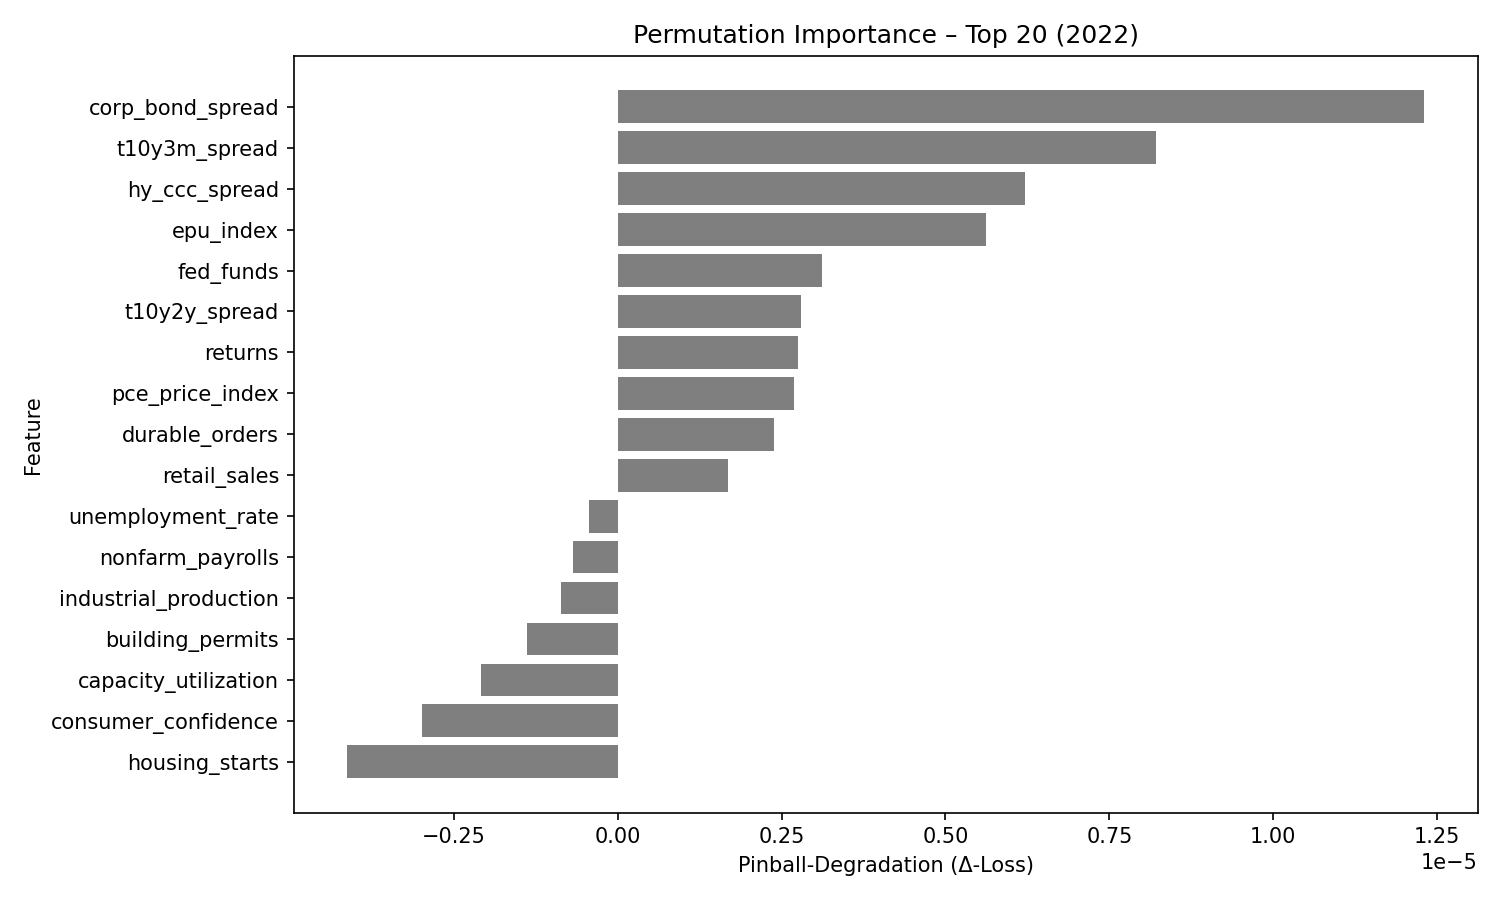 Permutation Importance – Top 20 (2022)
Feature
corp_bond_spread
t10y3m_spread
hy_ccc_spread
epu_index
fed_funds
t10y2y_spread
returns
pce_price_index
durable_orders
retail_sales
unemployment_rate
nonfarm_payrolls
industrial_production
building_permits
capacity_utilization
consumer_confidence
housing_starts
−0.25 0.00 0.25 0.50 0.75 1.00 1.25
1e−5
Pinball-Degradation (Δ-Loss)